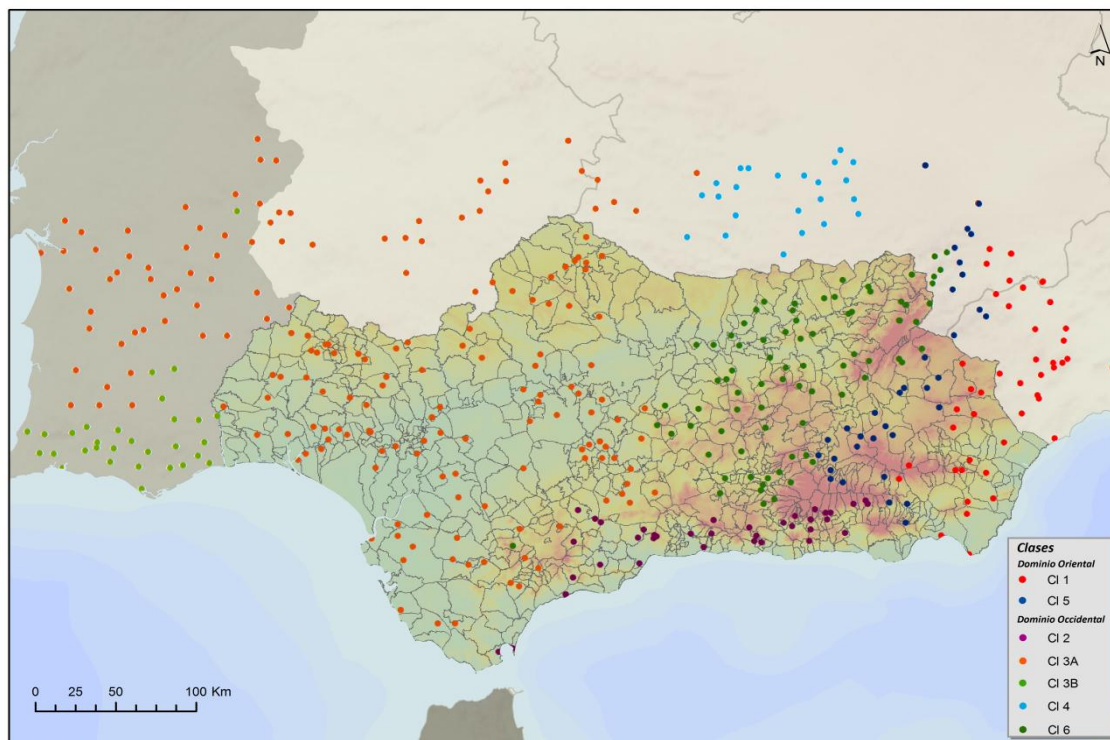 N
Clases
Dominio Oriental
Cl 1
Cl 5
Dominio Occidental
Cl 2
Cl 3A
Cl 3B
Cl 4
Cl 6
0 25 50 100 Km